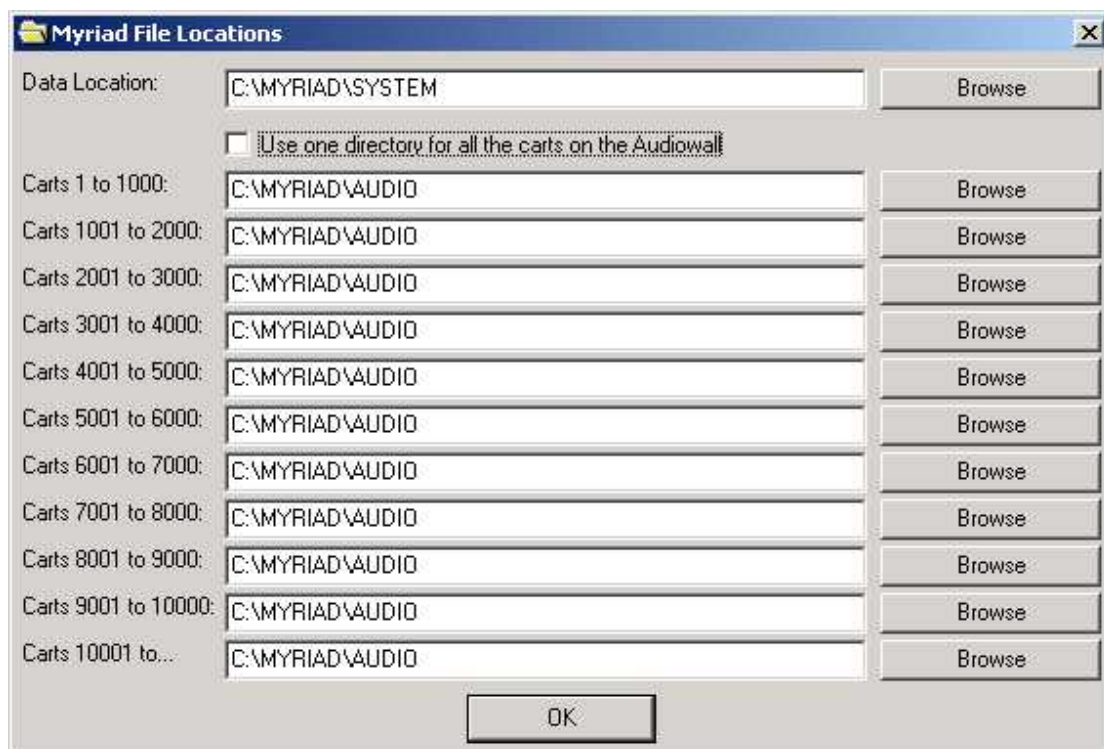 Myriad File Locations
Data Location: C:\MYRIAD\SYSTEM Browse
Use one directory for all the carts on the Audiowall
Carts 1 to 1000: C:\MYRIAD\AUDIO Browse
Carts 1001 to 2000: C:\MYRIAD\AUDIO Browse
Carts 2001 to 3000: C:\MYRIAD\AUDIO Browse
Carts 3001 to 4000: C:\MYRIAD\AUDIO Browse
Carts 4001 to 5000: C:\MYRIAD\AUDIO Browse
Carts 5001 to 6000: C:\MYRIAD\AUDIO Browse
Carts 6001 to 7000: C:\MYRIAD\AUDIO Browse
Carts 7001 to 8000: C:\MYRIAD\AUDIO Browse
Carts 8001 to 9000: C:\MYRIAD\AUDIO Browse
Carts 9001 to 10000: C:\MYRIAD\AUDIO Browse
Carts 10001 to... C:\MYRIAD\AUDIO Browse
OK